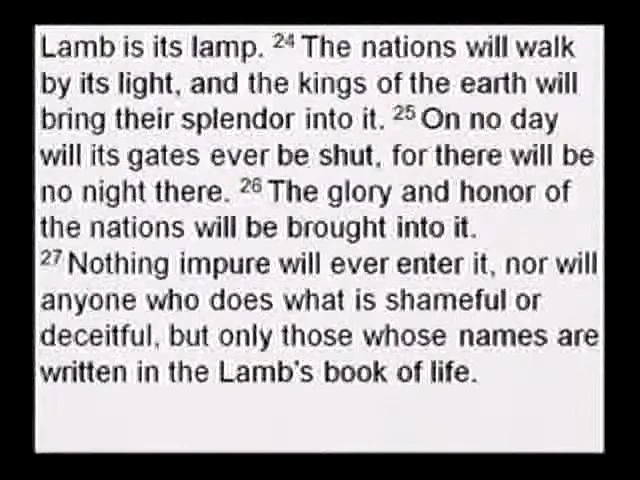 Lamb is its lamp. 24 The nations will walk
by its light, and the kings of the earth will
bring their splendor into it. 25 On no day
will its gates ever be shut, for there will be
no night there. 26 The glory and honor of
the nations will be brought into it.
27 Nothing impure will ever enter it, nor will
anyone who does what is shameful or
deceitful, but only those whose names are
written in the Lamb's book of life.